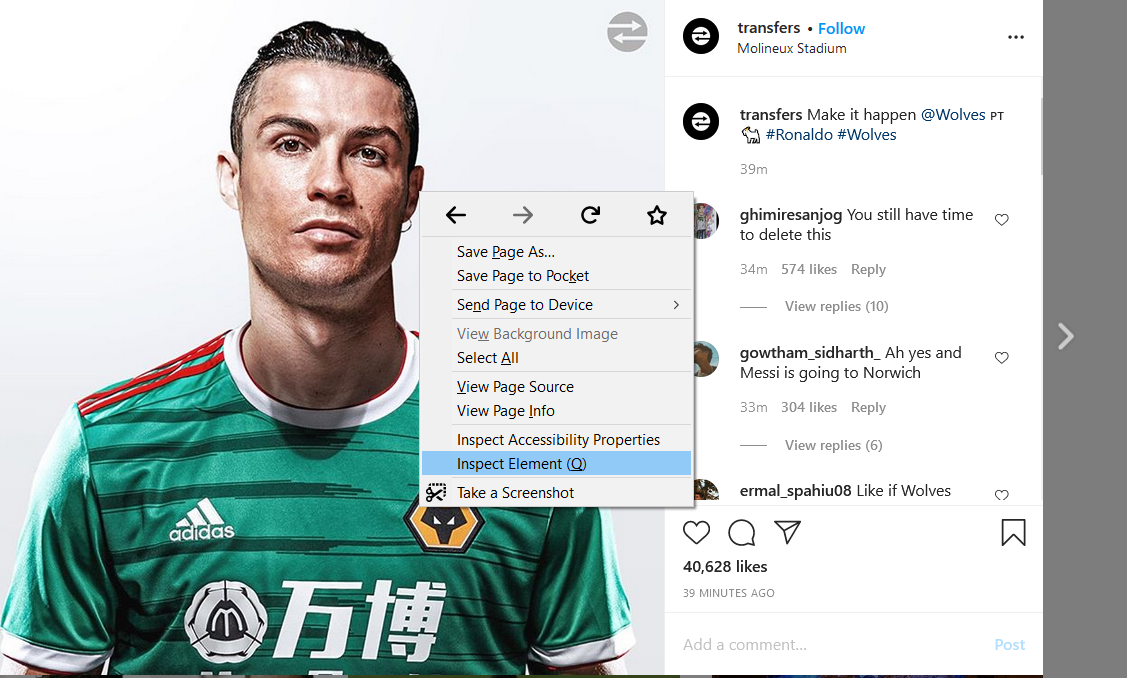 transfers • Follow
Molineux Stadium
transfers Make it happen @Wolves PT
#Ronaldo #Wolves
39m
ghimiresanjog You still have time
to delete this
34m 574 likes Reply
View replies (10)
gowtham_sidharth_ Ah yes and
Messi is going to Norwich
33m 304 likes Reply
View replies (6)
ermal_spahiu08 Like if Wolves
40,628 likes
39 MINUTES AGO
Add a comment... Post
Save Page As...
Save Page to Pocket
Send Page to Device
View Background Image
Select All
View Page Source
View Page Info
Inspect Accessibility Properties
Inspect Element (Q)
Take a Screenshot
adidas
万博